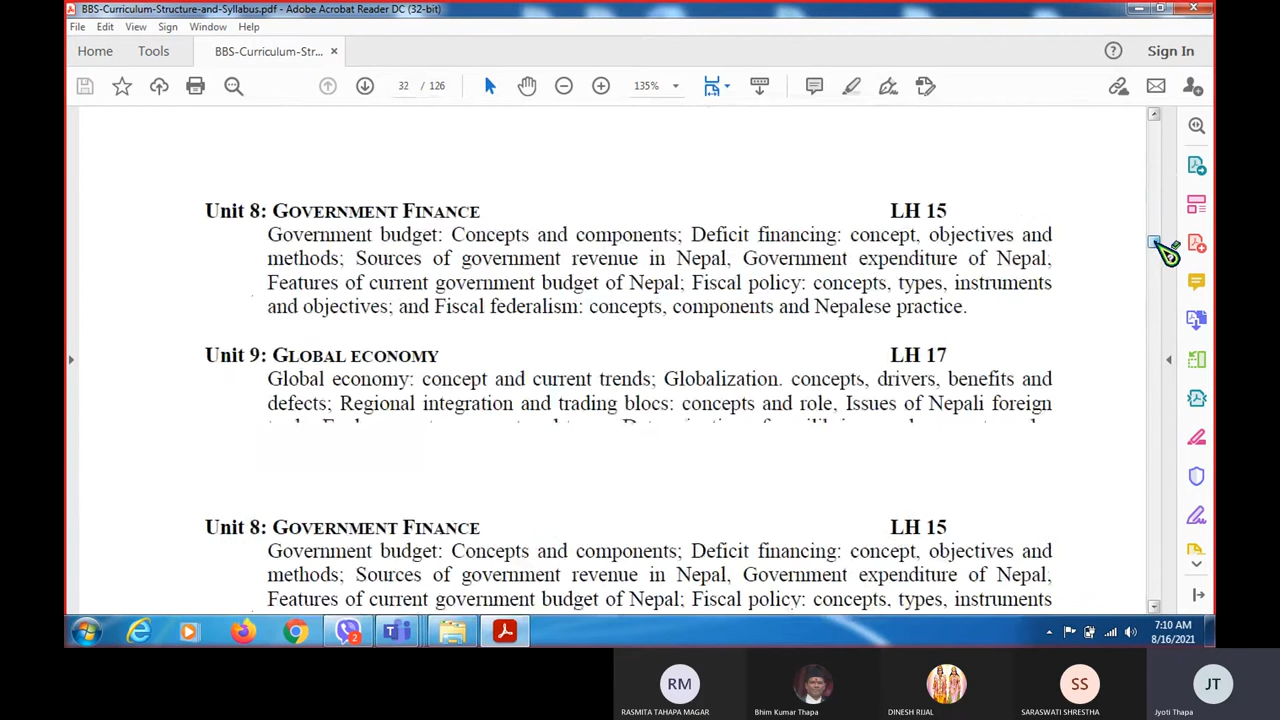 BBS-Curriculum-Structure-and-Syllabus.pdf - Adobe Acrobat Reader DC (32-bit)
File Edit View Sign Window Help
Home Tools BBS-Curriculum-Str... × Sign In
32 / 126 135%
Unit 8: GOVERNMENT FINANCE LH 15
Government budget: Concepts and components; Deficit financing: concept, objectives and
methods; Sources of government revenue in Nepal, Government expenditure of Nepal,
Features of current government budget of Nepal; Fiscal policy: concepts, types, instruments
and objectives; and Fiscal federalism: concepts, components and Nepalese practice.
Unit 9: GLOBAL ECONOMY LH 17
Global economy: concept and current trends; Globalization. concepts, drivers, benefits and
defects; Regional integration and trading blocs: concepts and role, Issues of Nepali foreign
Unit 8: GOVERNMENT FINANCE LH 15
Government budget: Concepts and components; Deficit financing: concept, objectives and
methods; Sources of government revenue in Nepal, Government expenditure of Nepal,
Features of current government budget of Nepal; Fiscal policy: concepts, types, instruments
2
7:10 AM
8/16/2021
RM SS JT
RASMITA TAHAPA MAGAR Bhim Kumar Thapa DINESH RIJAL SARASWATI SHRESTHA Jyoti Thapa